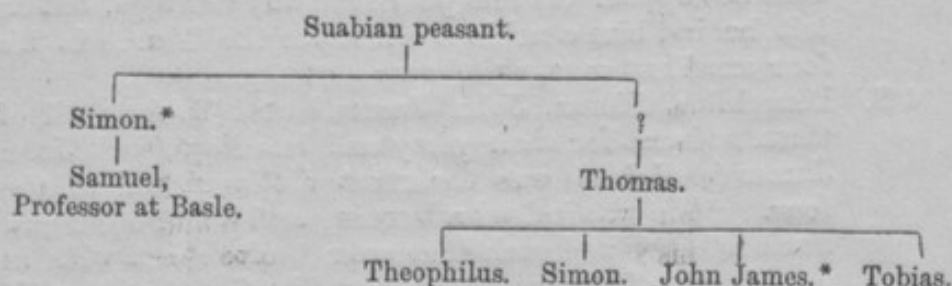 Suabian peasant.
Simon.* ?
Samuel, Thomas.
Professor at Basle.
Theophilus. Simon. John James.* Tobias.